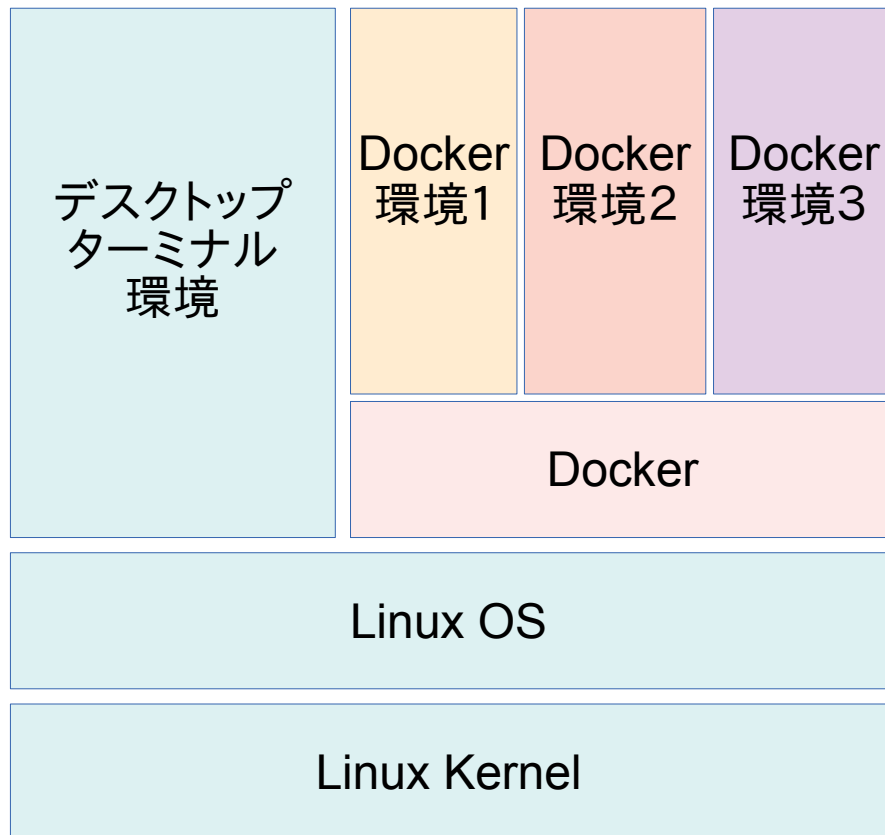 デスクトップ
ターミナル
環境
Docker
環境1
Docker
環境2
Docker
環境3
Docker
Linux OS
Linux Kernel